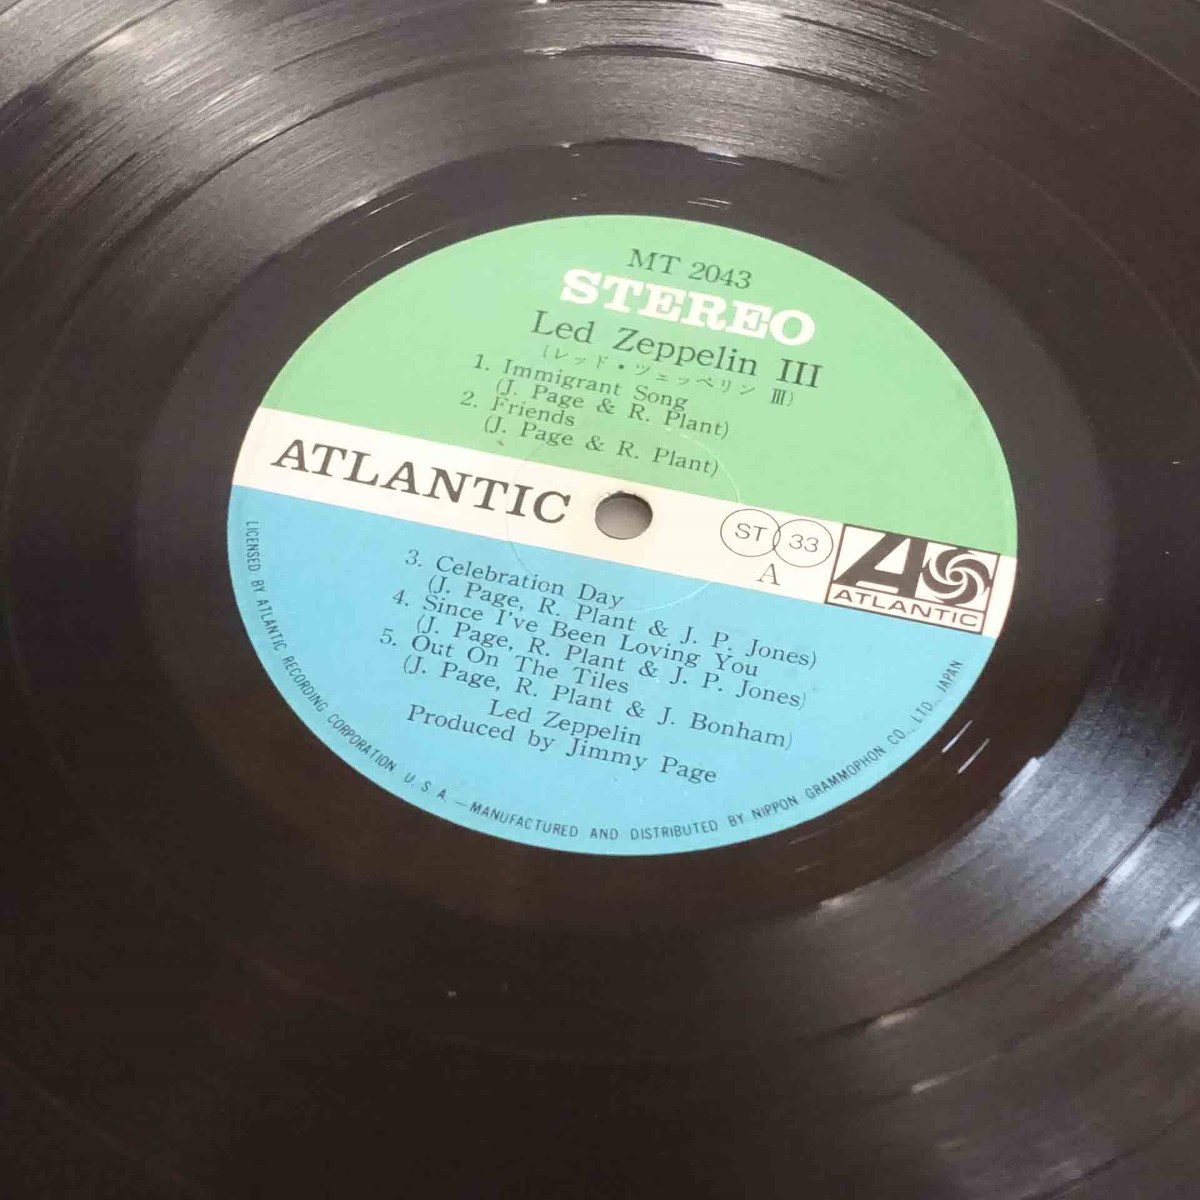 MT 2043
STEREO
Led Zeppelin III
(レッド・ツェッペリン Ⅲ)
1. Immigrant Song
(J. Page & R. Plant)
2. Friends
(J. Page & R. Plant)
ATLANTIC
ST 33
A
ATLANTIC
3. Celebration Day
(J. Page, R. Plant & J. P. Jones)
4. Since I've Been Loving You
(J. Page, R. Plant & J. P. Jones)
5. Out On The Tiles
(J. Page, R. Plant & J. Bonham)
Led Zeppelin
Produced by Jimmy Page
LICENSED BY ATLANTIC RECORDING CORPORATION U. S. A. —MANUFACTURED AND DISTRIBUTED BY NIPPON GRAMMOPHON CO., LTD., JAPAN